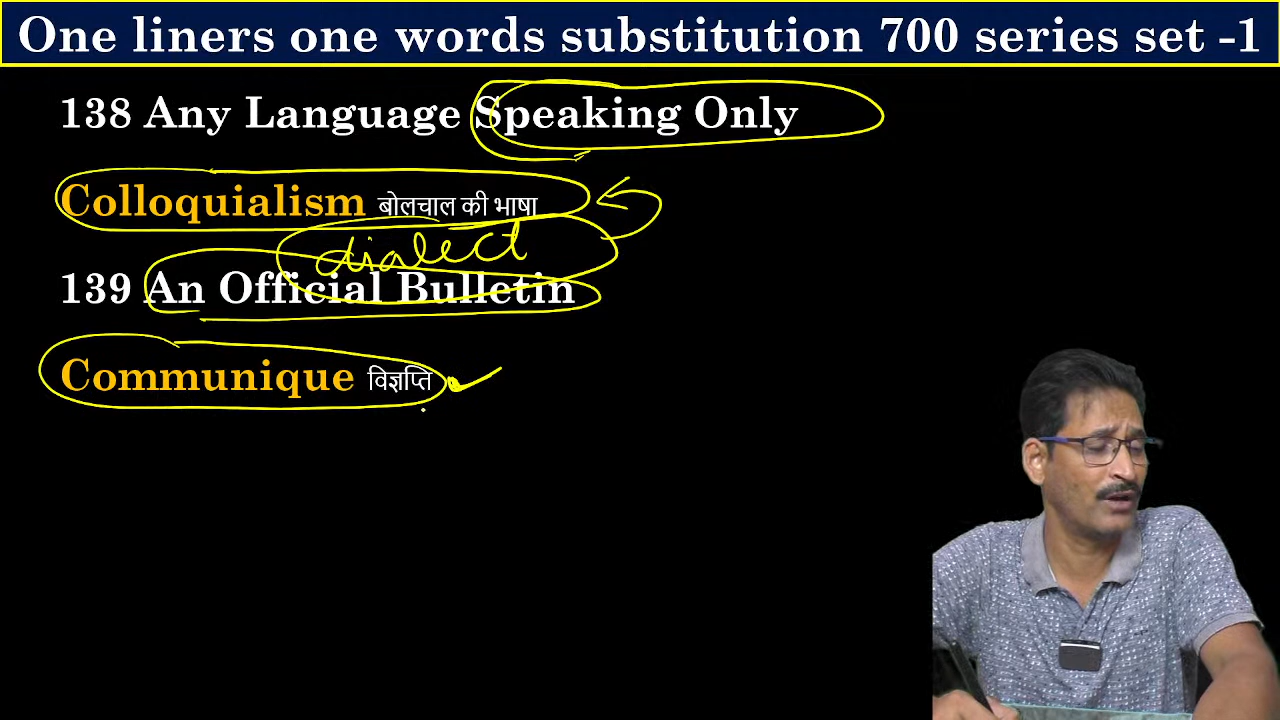 One liners one words substitution 700 series set -1
138 Any Language Speaking Only
Colloquialism बोलचाल की भाषा
dialect
139 An Official Bulletin
Communique विज्ञप्ति